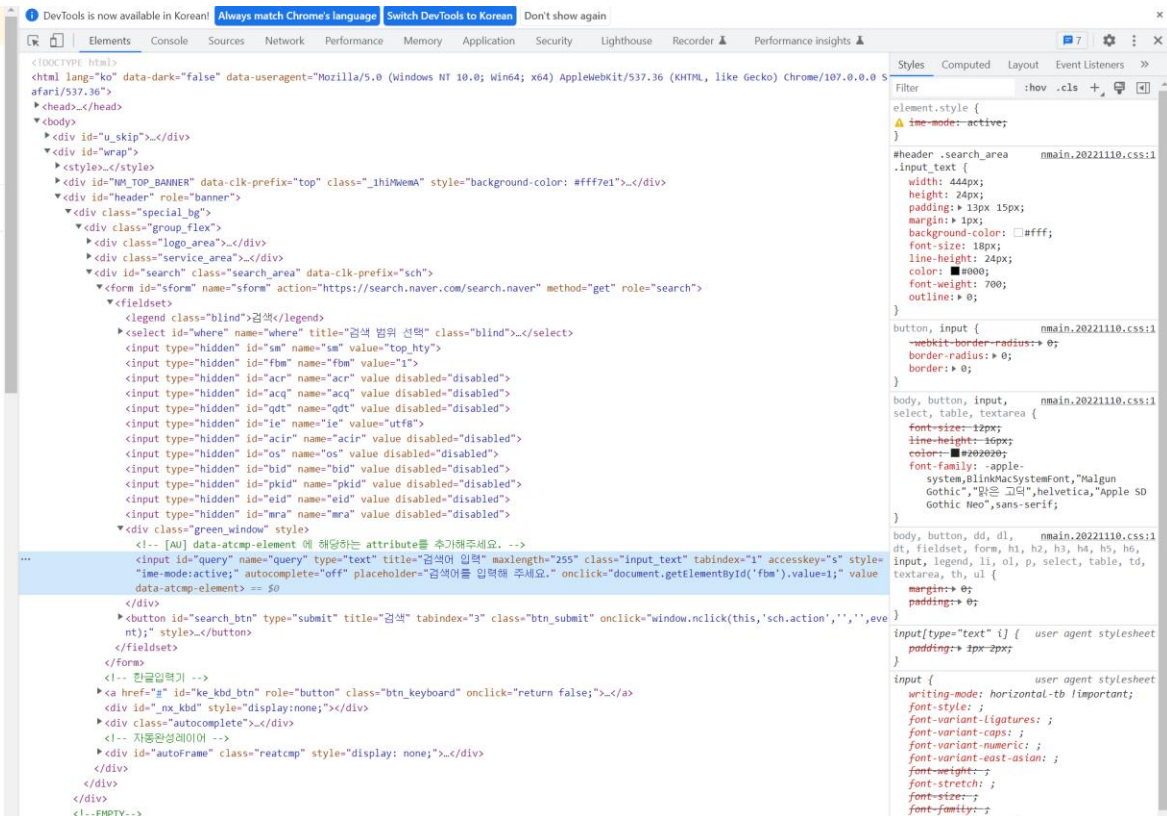 DevTools is now available in Korean! Always match Chrome's language Switch DevTools to Korean Don't show again
Elements Console Sources Network Performance Memory Application Security Lighthouse Recorder Performance insights 7
<!DOCTYPE html>
<html lang="ko" data-dark="false" data-useragent="Mozilla/5.0 (Windows NT 10.0; Win64; x64) AppleWebKit/537.36 (KHTML, like Gecko) Chrome/107.0.0.0 S
afari/537.36">
<head>…</head>
<body>
<div id="u_skip">…</div>
<div id="wrap">
<style>…</style>
<div id="NM_TOP_BANNER" data-clk-prefix="top" class="_1hiMWemA" style="background-color: #fff7e1">…</div>
<div id="header" role="banner">
<div class="special_bg">
<div class="group_flex">
<div class="logo_area">…</div>
<div class="service_area">…</div>
<div id="search" class="search_area" data-clk-prefix="sch">
<form id="sform" name="sform" action="https://search.naver.com/search.naver" method="get" role="search">
<fieldset>
<legend class="blind">검색</legend>
<select id="where" name="where" title="검색 범위 선택" class="blind">…</select>
<input type="hidden" id="sm" name="sm" value="top_hty">
<input type="hidden" id="fbm" name="fbm" value="1">
<input type="hidden" id="acr" name="acr" value disabled="disabled">
<input type="hidden" id="acq" name="acq" value disabled="disabled">
<input type="hidden" id="qdt" name="qdt" value disabled="disabled">
<input type="hidden" id="ie" name="ie" value="utf8">
<input type="hidden" id="acir" name="acir" value disabled="disabled">
<input type="hidden" id="os" name="os" value disabled="disabled">
<input type="hidden" id="bid" name="bid" value disabled="disabled">
<input type="hidden" id="pkid" name="pkid" value disabled="disabled">
<input type="hidden" id="eid" name="eid" value disabled="disabled">
<input type="hidden" id="mra" name="mra" value disabled="disabled">
<div class="green_window" style>
<!-- [AU] data-atcmp-element 에 해당하는 attribute를 추가해주세요. -->
<input id="query" name="query" type="text" title="검색어 입력" maxlength="255" class="input_text" tabindex="1" accesskey="s" style=
"ime-mode:active;" autocomplete="off" placeholder="검색어를 입력해 주세요." onclick="document.getElementById('fbm').value=1;" value
data-atcmp-element> == $0
</div>
<button id="search_btn" type="submit" title="검색" tabindex="3" class="btn_submit" onclick="window.nclick(this,'sch.action','','',eve
nt);" style>…</button>
</fieldset>
</form>
<!-- 한글입력기 -->
<a href="#" id="ke_kbd_btn" role="button" class="btn_keyboard" onclick="return false;">…</a>
<div id="_nx_kbd" style="display:none;"></div>
<div class="autocomplete">…</div>
<!-- 자동완성레이어 -->
<div id="autoFrame" class="reatcmp" style="display: none;">…</div>
</div>
</div>
</div>
<!--EMPTY-->
Styles Computed Layout Event Listeners
Filter :hov .cls
element.style {
ime-mode: active;
}
#header .search_area nmain.20221110.css:1
.input_text {
width: 444px;
height: 24px;
padding: 13px 15px;
margin: 1px;
background-color: #fff;
font-size: 18px;
line-height: 24px;
color: #000;
font-weight: 700;
outline: 0;
}
button, input { nmain.20221110.css:1
-webkit-border-radius: 0;
border-radius: 0;
border: 0;
}
body, button, input, nmain.20221110.css:1
select, table, textarea {
font-size: 12px;
line-height: 16px;
color: #202020;
font-family: -apple-
system,BlinkMacSystemFont,"Malgun
Gothic","맑은 고딕",helvetica,"Apple SD
Gothic Neo",sans-serif;
}
body, button, dd, dl, nmain.20221110.css:1
dt, fieldset, form, h1, h2, h3, h4, h5, h6,
input, legend, li, ol, p, select, table, td,
textarea, th, ul {
margin: 0;
padding: 0;
}
input[type="text" i] { user agent stylesheet
padding: 1px 2px;
}
input { user agent stylesheet
writing-mode: horizontal-tb !important;
font-style: ;
font-variant-ligatures: ;
font-variant-caps: ;
font-variant-numeric: ;
font-variant-east-asian: ;
font-weight: ;
font-stretch: ;
font-size: ;
font-family: ;